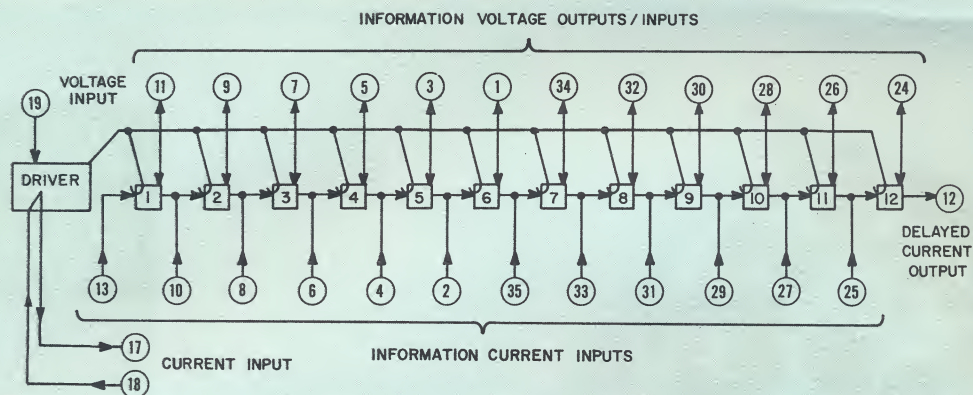 INFORMATION VOLTAGE OUTPUTS/INPUTS
VOLTAGE
INPUT
19
11 9 7 5 3 1 34 32 30 28 26 24
DRIVER
1 2 3 4 5 6 7 8 9 10 11 12
12
DELAYED
CURRENT
OUTPUT
13 10 8 6 4 2 35 33 31 29 27 25
17
CURRENT INPUT
18
INFORMATION CURRENT INPUTS